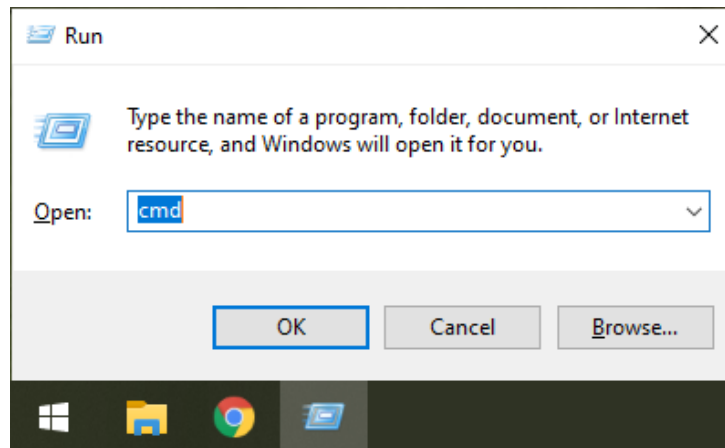 Run
Type the name of a program, folder, document, or Internet
resource, and Windows will open it for you.
Open: cmd
OK Cancel Browse...